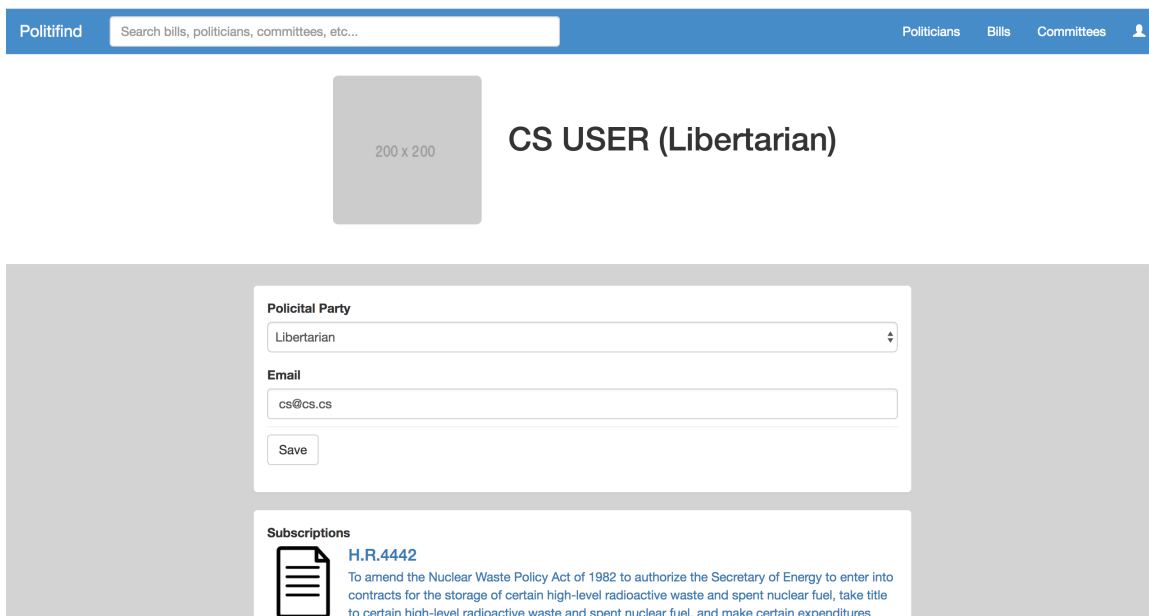 Politifind
Search bills, politicians, committees, etc...
Politicians
Bills
Committees
200 x 200
CS USER (Libertarian)
Policital Party
Libertarian
Email
cs@cs.cs
Save
Subscriptions
H.R.4442
To amend the Nuclear Waste Policy Act of 1982 to authorize the Secretary of Energy to enter into
contracts for the storage of certain high-level radioactive waste and spent nuclear fuel, take title
to certain high-level radioactive waste and spent nuclear fuel, and make certain expenditures